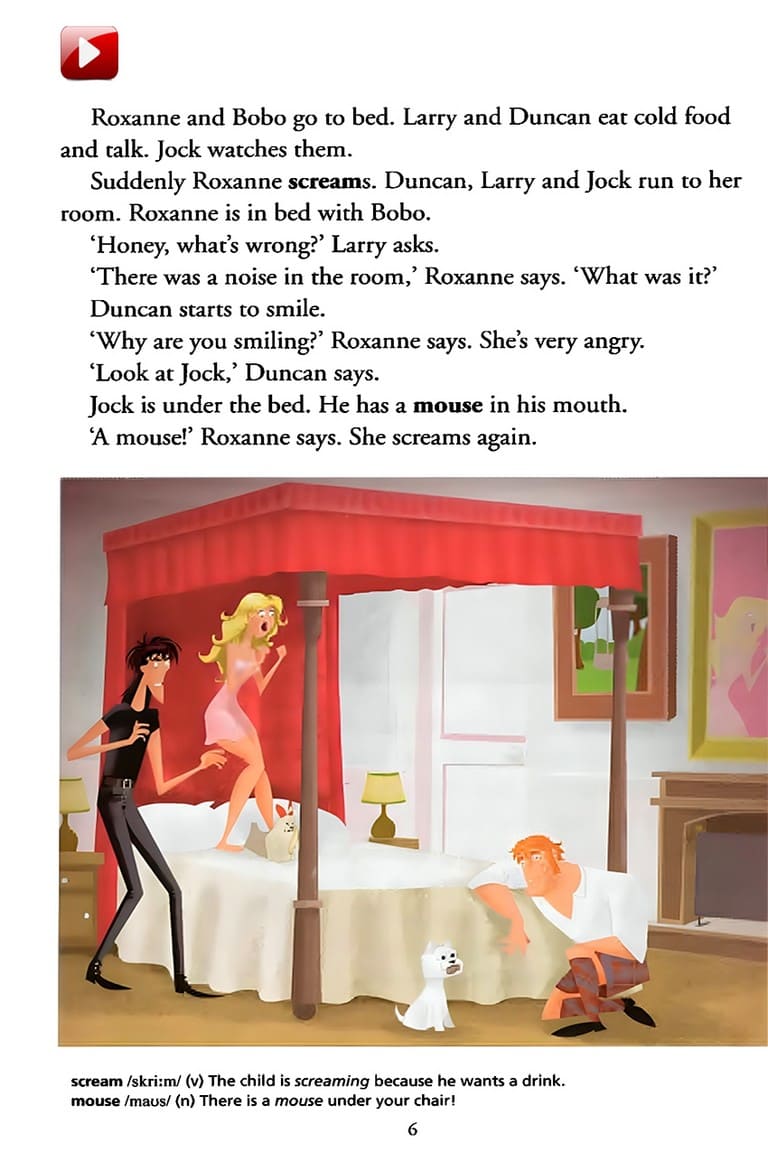 Roxanne and Bobo go to bed. Larry and Duncan eat cold food
and talk. Jock watches them.
Suddenly Roxanne screams. Duncan, Larry and Jock run to her
room. Roxanne is in bed with Bobo.
‘Honey, what’s wrong?’ Larry asks.
‘There was a noise in the room,’ Roxanne says. ‘What was it?’
Duncan starts to smile.
‘Why are you smiling?’ Roxanne says. She’s very angry.
‘Look at Jock,’ Duncan says.
Jock is under the bed. He has a mouse in his mouth.
‘A mouse!’ Roxanne says. She screams again.
scream /skriːm/ (v) The child is screaming because he wants a drink.
mouse /maʊs/ (n) There is a mouse under your chair!
6